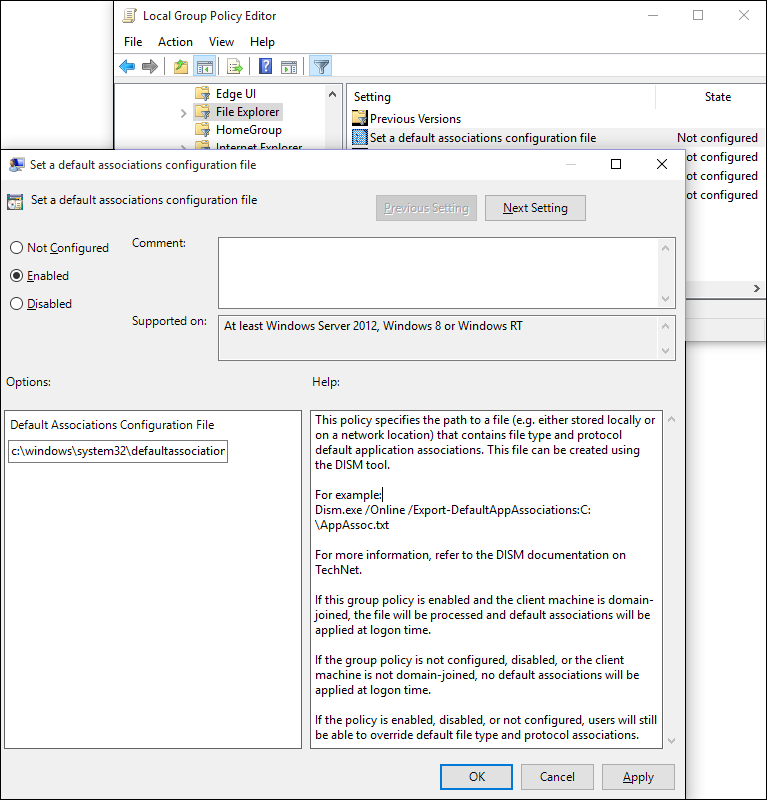 Local Group Policy Editor
File Action View Help
Edge UI
File Explorer
HomeGroup
Internet Explorer
Setting State
Previous Versions
Set a default associations configuration file Not configured
ot configured
ot configured
ot configured
Set a default associations configuration file
Set a default associations configuration file
Previous Setting
Next Setting
Not Configured
Enabled
Disabled
Comment:
Supported on:
At least Windows Server 2012, Windows 8 or Windows RT
Options:
Help:
Default Associations Configuration File
c:\windows\system32\defaultassociation
This policy specifies the path to a file (e.g. either stored locally or
on a network location) that contains file type and protocol
default application associations. This file can be created using
the DISM tool.
For example:
Dism.exe /Online /Export-DefaultAppAssociations:C:
\AppAssoc.txt
For more information, refer to the DISM documentation on
TechNet.
If this group policy is enabled and the client machine is domain-
joined, the file will be processed and default associations will be
applied at logon time.
If the group policy is not configured, disabled, or the client
machine is not domain-joined, no default associations will be
applied at logon time.
If the policy is enabled, disabled, or not configured, users will still
be able to override default file type and protocol associations.
OK
Cancel
Apply